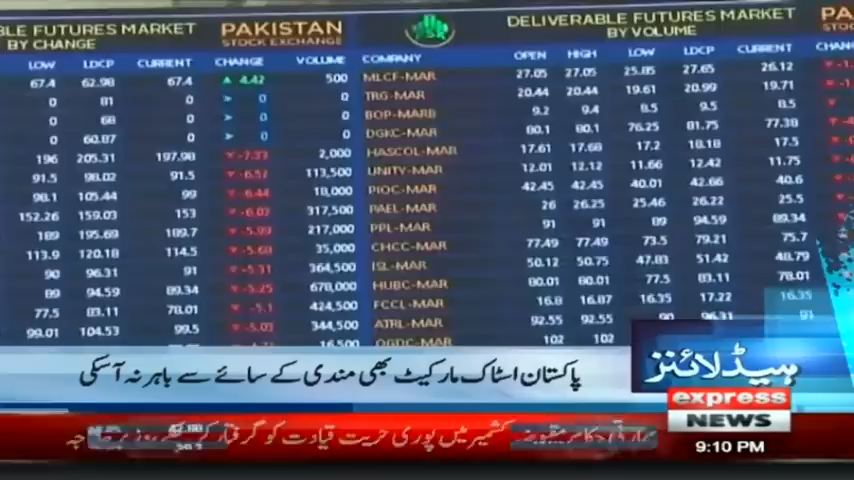 BLE FUTURES MARKET
BY CHANGE
PAKISTAN
STOCK EXCHANGE
DELIVERABLE FUTURES MARKET
BY VOLUME
PA
STOC
LOW LDCP CURRENT CHANGE VOLUME COMPANY OPEN HIGH LOW LDCP CURRENT CHAN
67.4 62.98 67.4 4.42 500 MLCF-MAR 27.05 27.05 25.85 27.65 26.12
0 81 0 0 TRG-MAR 20.44 20.44 19.61 20.99 19.71
0 68 0 0 BOP-MARB 9.2 9.4 8.5 9.5 8.5
0 60.87 0 0 DGKC-MAR 80.1 80.1 76.25 81.75 77.38
196 205.31 197.98 -7.33 2,000 HASCOL-MAR 17.61 17.68 17.2 18.18 17.5
91.5 98.02 91.5 -6.52 113,500 UNITY-MAR 12.01 12.12 11.66 12.42 11.75
98.1 105.44 99 -6.44 18,000 PIOC-MAR 42.45 42.45 40.01 42.66 40.6
152.26 159.03 153 -6.03 317,500 PAEL-MAR 26 26.25 25.46 26.22 25.5
189 195.69 189.7 -5.99 217,000 PPL-MAR 91 91 89 94.59 89.34
113.9 120.18 114.5 -5.68 35,000 CHCC-MAR 77.49 77.49 73.5 79.21 75.7
90 96.31 91 -5.31 364,500 ISL-MAR 50.12 50.75 47.83 51.42 48.79
89 94.59 89.34 -5.25 678,000 HUBC-MAR 80.01 80.01 77.5 83.11 78.01
77.5 83.11 78.01 -5.1 424,500 FCCL-MAR 16.8 16.87 16.35 17.22 16.35
99.01 104.53 99.5 -5.03 344,500 ATRL-MAR 92.55 92.55 90 96.31 91
16,500 OGDC-MAR 102 102
ہیڈلائنز
پاکستان اسٹاک مارکیٹ بھی مندی کے سائے سے باہر نہ آسکی
express
NEWS
کشمیر میں پوری حریت قیادت کو گرفتار
9:10 PM